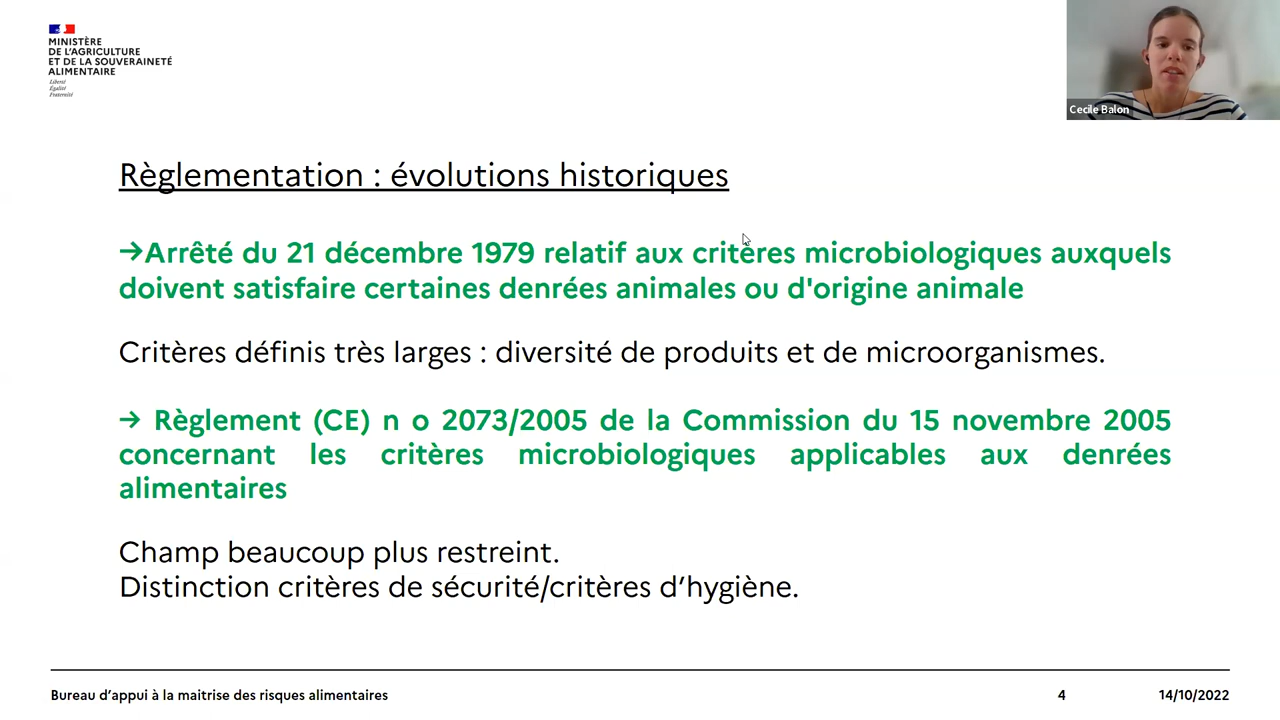 MINISTÈRE
DE L'AGRICULTURE
ET DE LA SOUVERAINETÉ
ALIMENTAIRE
Liberté
Égalité
Fraternité
Cecile Balon
Règlementation : évolutions historiques
→Arrêté du 21 décembre 1979 relatif aux critères microbiologiques auxquels
doivent satisfaire certaines denrées animales ou d'origine animale
Critères définis très larges : diversité de produits et de microorganismes.
→ Règlement (CE) n o 2073/2005 de la Commission du 15 novembre 2005
concernant les critères microbiologiques applicables aux denrées
alimentaires
Champ beaucoup plus restreint.
Distinction critères de sécurité/critères d’hygiène.
Bureau d’appui à la maitrise des risques alimentaires
4
14/10/2022